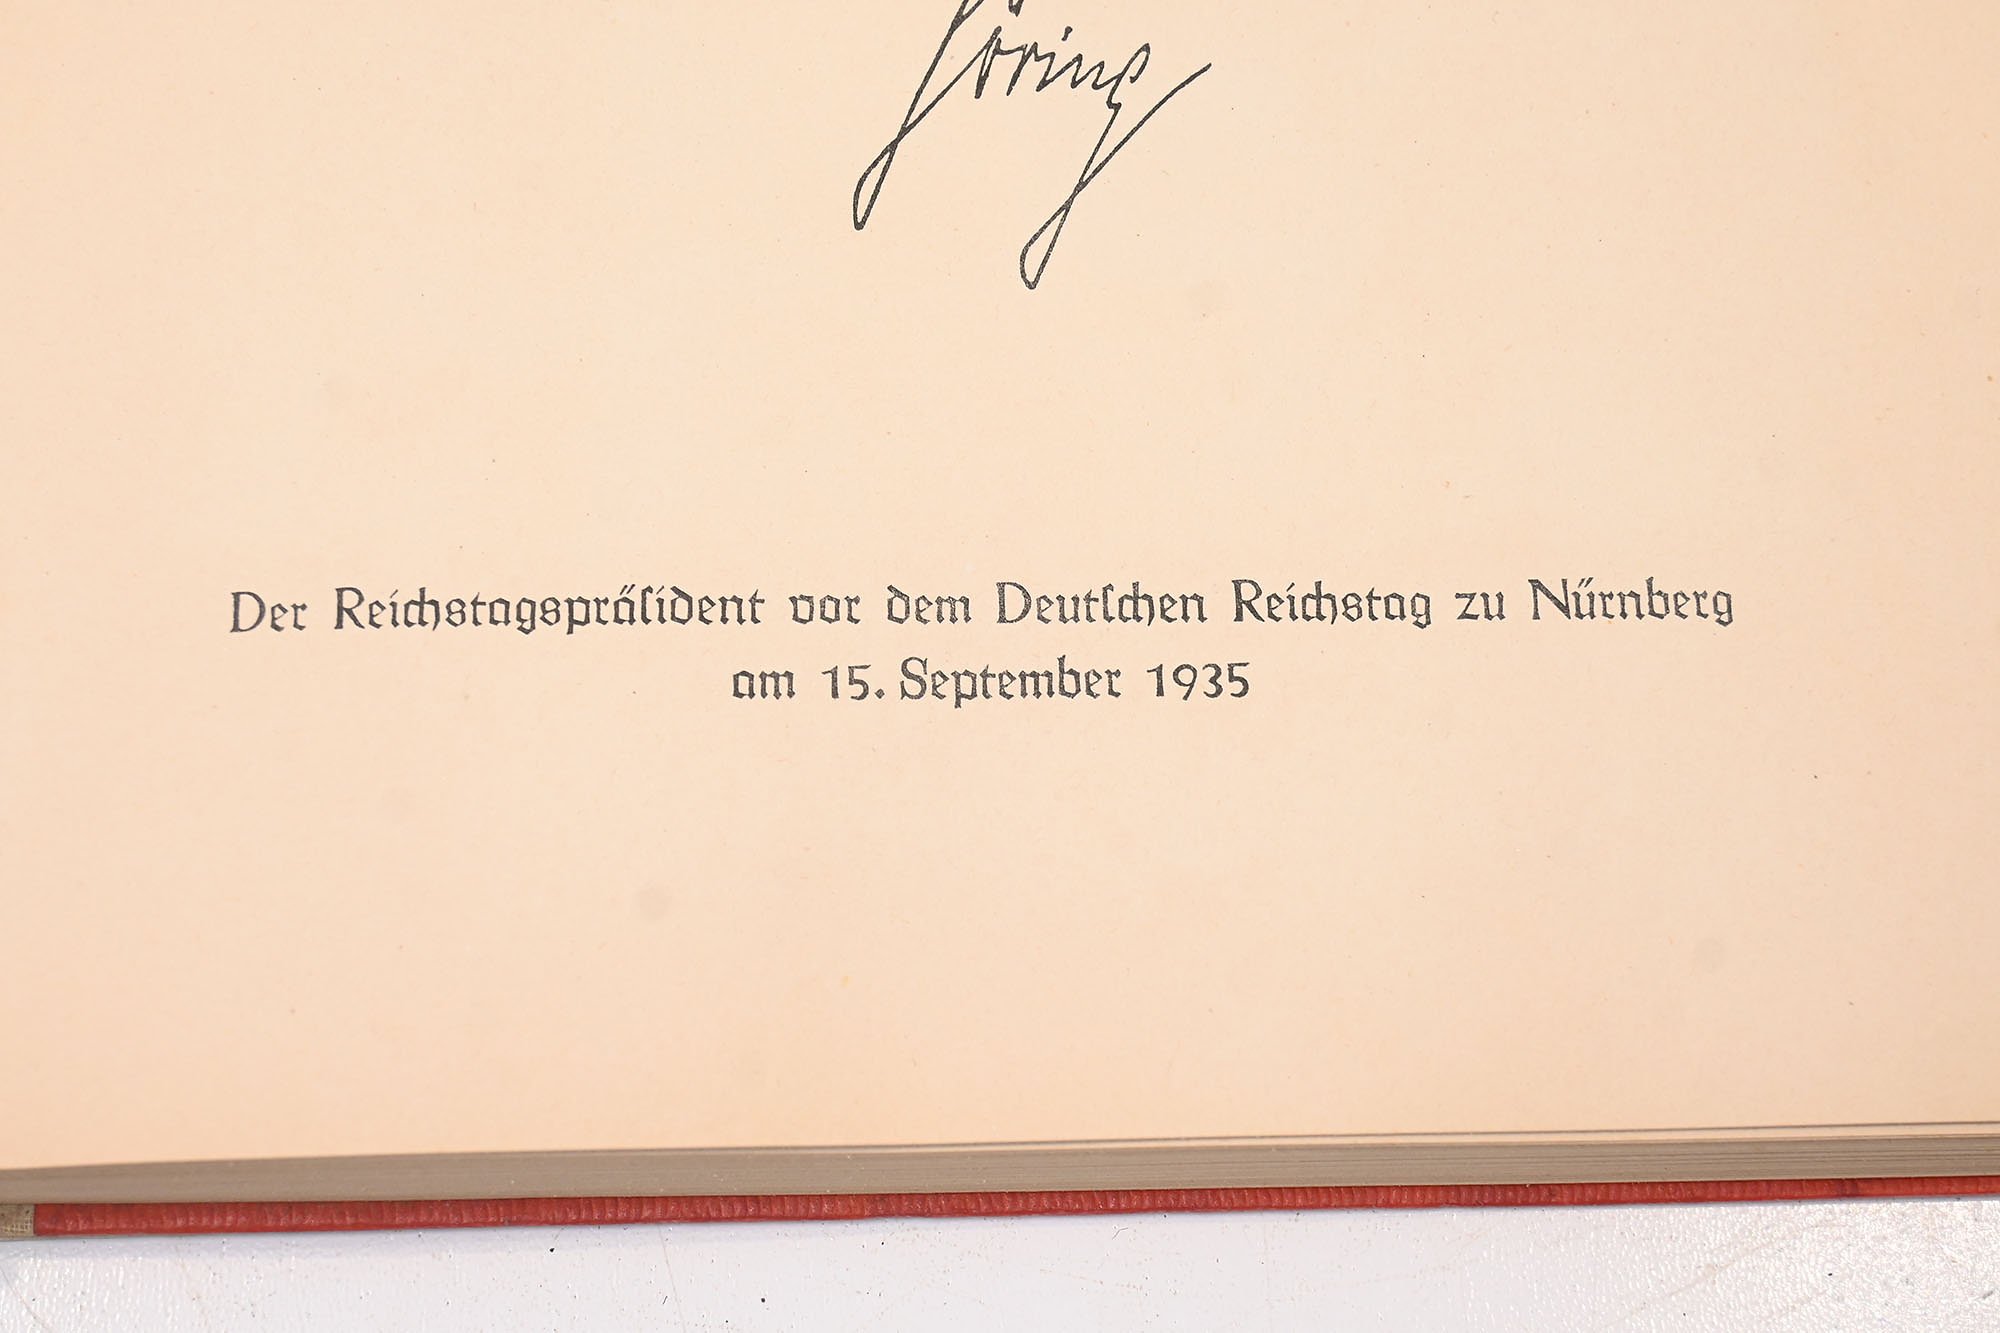 Göring
Der Reichstagspräsident vor dem Deutschen Reichstag zu Nürnberg
am 15. September 1935